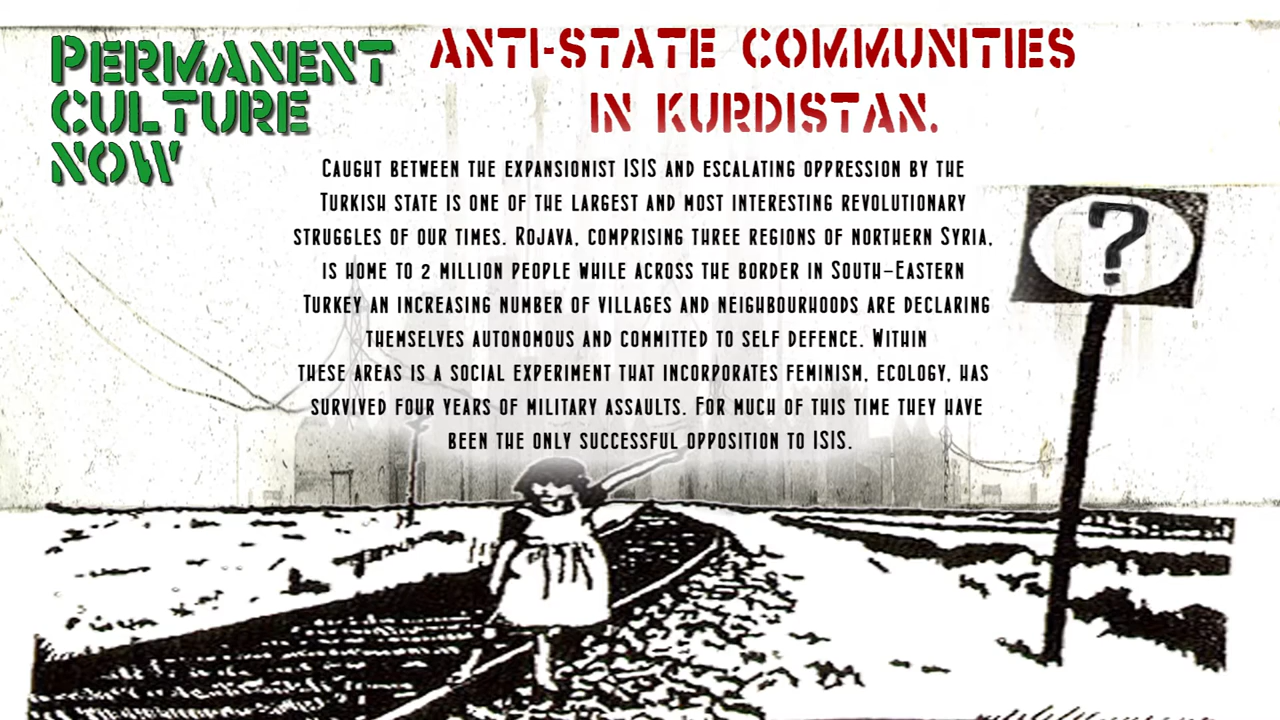 PERMANENT
CULTURE
NOW
ANTI-STATE COMMUNITIES
IN KURDISTAN.
Caught between the expansionist ISIS and escalating oppression by the
Turkish state is one of the largest and most interesting revolutionary
struggles of our times. Rojava, comprising three regions of northern Syria,
is home to 2 million people while across the border in South-Eastern
Turkey an increasing number of villages and neighbourhoods are declaring
themselves autonomous and committed to self defence. Within
these areas is a social experiment that incorporates feminism, ecology, has
survived four years of military assaults. For much of this time they have
been the only successful opposition to ISIS.
?